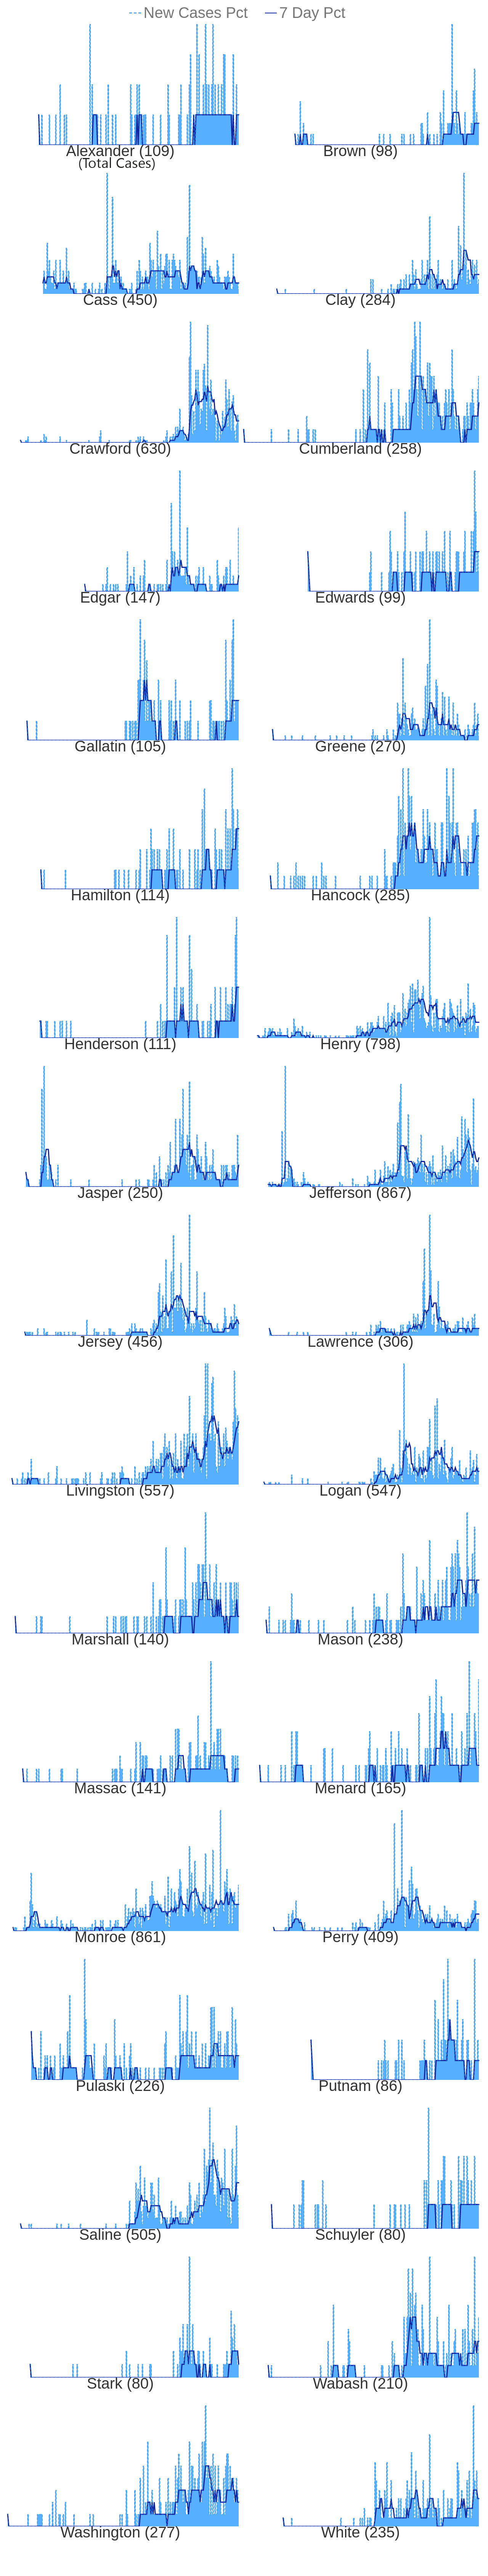 New Cases Pct 7 Day Pct
Alexander (109) Brown (98)
(Total Cases)
Cass (450) Clay (284)
Crawford (630) Cumberland (258)
Edgar (147) Edwards (99)
Gallatin (105) Greene (270)
Hamilton (114) Hancock (285)
Henderson (111) Henry (798)
Jasper (250) Jefferson (867)
Jersey (456) Lawrence (306)
Livingston (557) Logan (547)
Marshall (140) Mason (238)
Massac (141) Menard (165)
Monroe (861) Perry (409)
Pulaski (226) Putnam (86)
Saline (505) Schuyler (80)
Stark (80) Wabash (210)
Washington (277) White (235)